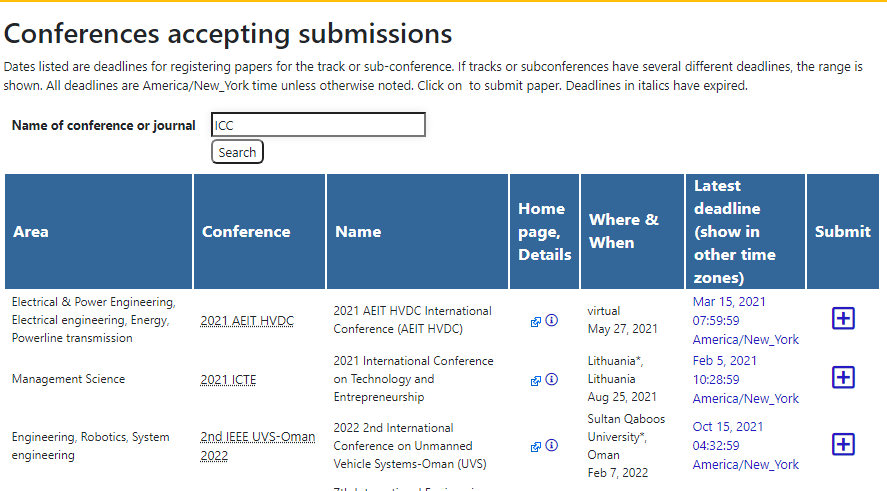 Conferences accepting submissions
Dates listed are deadlines for registering papers for the track or sub-conference. If tracks or subconferences have several different deadlines, the range is
shown. All deadlines are America/New_York time unless otherwise noted. Click on to submit paper. Deadlines in italics have expired.
Name of conference or journal
ICC
Search
Area
Conference
Name
Home
page,
Details
Where &
When
Latest
deadline
(show in
other time
zones)
Submit
Electrical & Power Engineering,
Electrical engineering, Energy,
Powerline transmission
2021 AEIT HVDC
2021 AEIT HVDC International
Conference (AEIT HVDC)
virtual
May 27, 2021
Mar 15, 2021
07:59:59
America/New_York
Management Science
2021 ICTE
2021 International Conference
on Technology and
Entrepreneurship
Lithuania*,
Lithuania
Aug 25, 2021
Feb 5, 2021
10:28:59
America/New_York
Engineering, Robotics, System
engineering
2nd IEEE UVS-Oman
2022
2022 2nd International
Conference on Unmanned
Vehicle Systems-Oman (UVS)
Sultan Qaboos
University*,
Oman
Feb 7, 2022
Oct 15, 2021
04:32:59
America/New_York